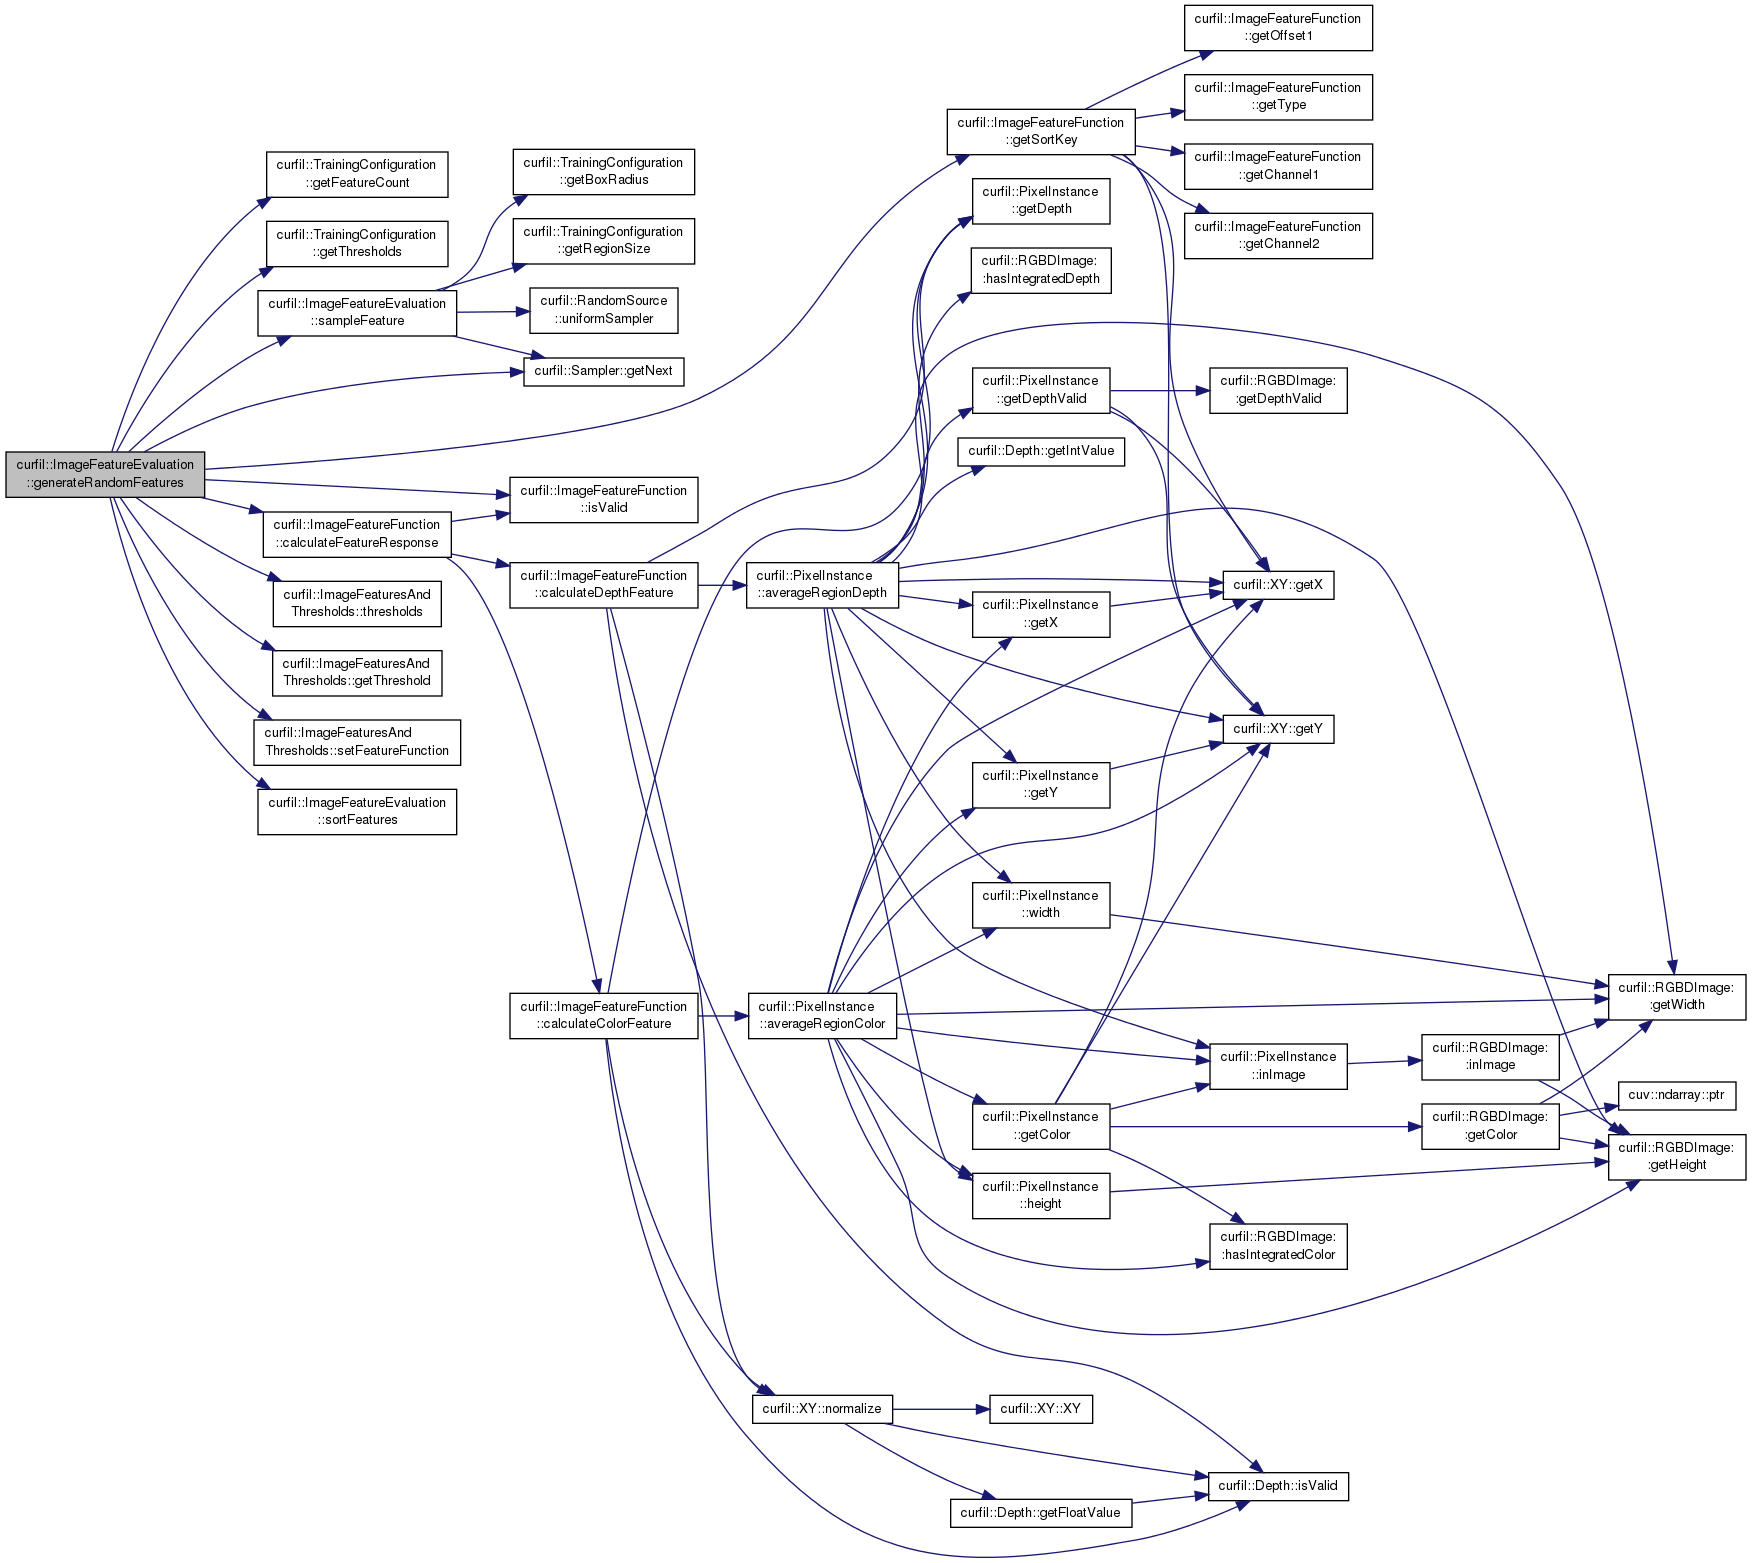 curfil::ImageFeatureEvaluation
::generateRandomFeatures
curfil::TrainingConfiguration
::getFeatureCount
curfil::TrainingConfiguration
::getThresholds
curfil::ImageFeatureEvaluation
::sampleFeature
curfil::ImageFeatureFunction
::calculateFeatureResponse
curfil::ImageFeaturesAnd
Thresholds::thresholds
curfil::ImageFeaturesAnd
Thresholds::getThreshold
curfil::ImageFeaturesAnd
Thresholds::setFeatureFunction
curfil::ImageFeatureEvaluation
::sortFeatures
curfil::TrainingConfiguration
::getBoxRadius
curfil::TrainingConfiguration
::getRegionSize
curfil::RandomSource
::uniformSampler
curfil::Sampler::getNext
curfil::ImageFeatureFunction
::isValid
curfil::ImageFeatureFunction
::calculateDepthFeature
curfil::ImageFeatureFunction
::calculateColorFeature
curfil::PixelInstance
::averageRegionDepth
curfil::PixelInstance
::averageRegionColor
curfil::XY::normalize
curfil::ImageFeatureFunction
::getSortKey
curfil::PixelInstance
::getDepth
curfil::RGBDImage:
:hasIntegratedDepth
curfil::PixelInstance
::getDepthValid
curfil::Depth::getIntValue
curfil::PixelInstance
::getX
curfil::PixelInstance
::getY
curfil::PixelInstance
::width
curfil::PixelInstance
::getColor
curfil::PixelInstance
::height
curfil::XY::XY
curfil::Depth::getFloatValue
curfil::ImageFeatureFunction
::getOffset1
curfil::ImageFeatureFunction
::getType
curfil::ImageFeatureFunction
::getChannel1
curfil::ImageFeatureFunction
::getChannel2
curfil::RGBDImage:
:getDepthValid
curfil::XY::getX
curfil::XY::getY
curfil::PixelInstance
::inImage
curfil::RGBDImage:
:hasIntegratedColor
curfil::Depth::isValid
curfil::RGBDImage:
:inImage
curfil::RGBDImage:
:getColor
curfil::RGBDImage:
:getWidth
cuv::ndarray::ptr
curfil::RGBDImage:
:getHeight